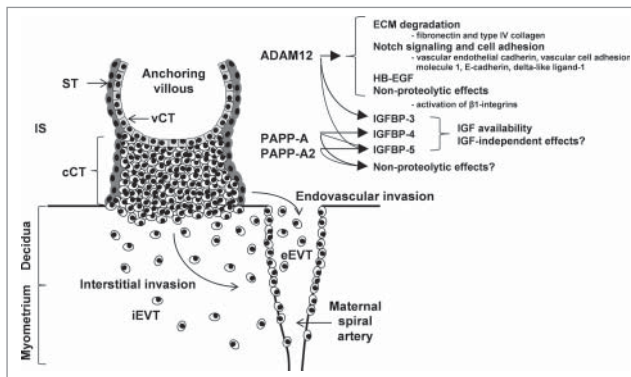 ECM degradation
- fibronectin and type IV collagen
Notch signaling and cell adhesion
- vascular endothelial cadherin, vascular cell adhesion
molecule 1, E-cadherin, delta-like ligand-1
HB-EGF
Non-proteolytic effects
- activation of β1-integrins
ADAM12
IGFBP-3
IGFBP-4
IGFBP-5
IGF availability
IGF-independent effects?
PAPP-A
PAPP-A2
Non-proteolytic effects?
Anchoring
villous
ST
vCT
IS
cCT
Endovascular invasion
Decidua
Myometrium
eEVT
Interstitial invasion
iEVT
Maternal
spiral
artery